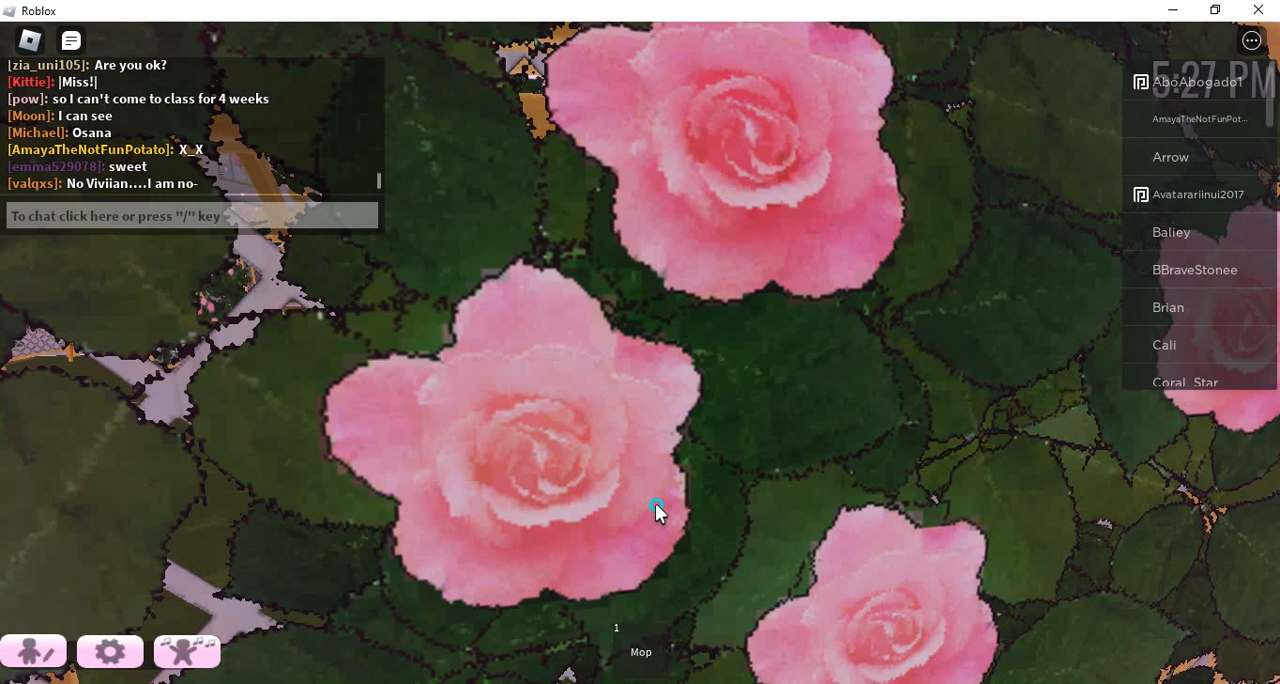 Roblox
[zia_uni105]: Are you ok?
[Kittie]: |Miss!|
[pow]: so I can't come to class for 4 weeks
[Moon]: I can see
[Michael]: Osana
[AmayaTheNotFunPotato]: X_X
[emma529078]: sweet
[valqxs]: No Viviian....I am no-
To chat click here or press "/" key
5:27 PM
AboAbogado1
AmayaTheNotFunPot...
Arrow
Avatarariinui2017
Baliey
BBraveStonee
Brian
Cali
Coral_Star
1
Mop